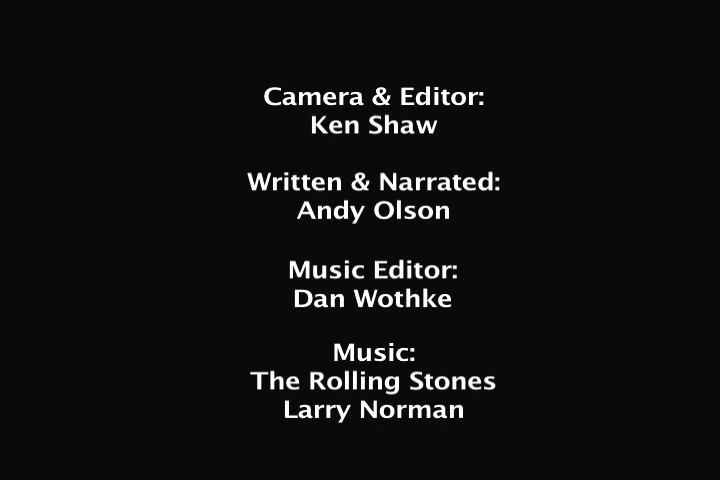 Camera & Editor:
Ken Shaw
Written & Narrated:
Andy Olson
Music Editor:
Dan Wothke
Music:
The Rolling Stones
Larry Norman